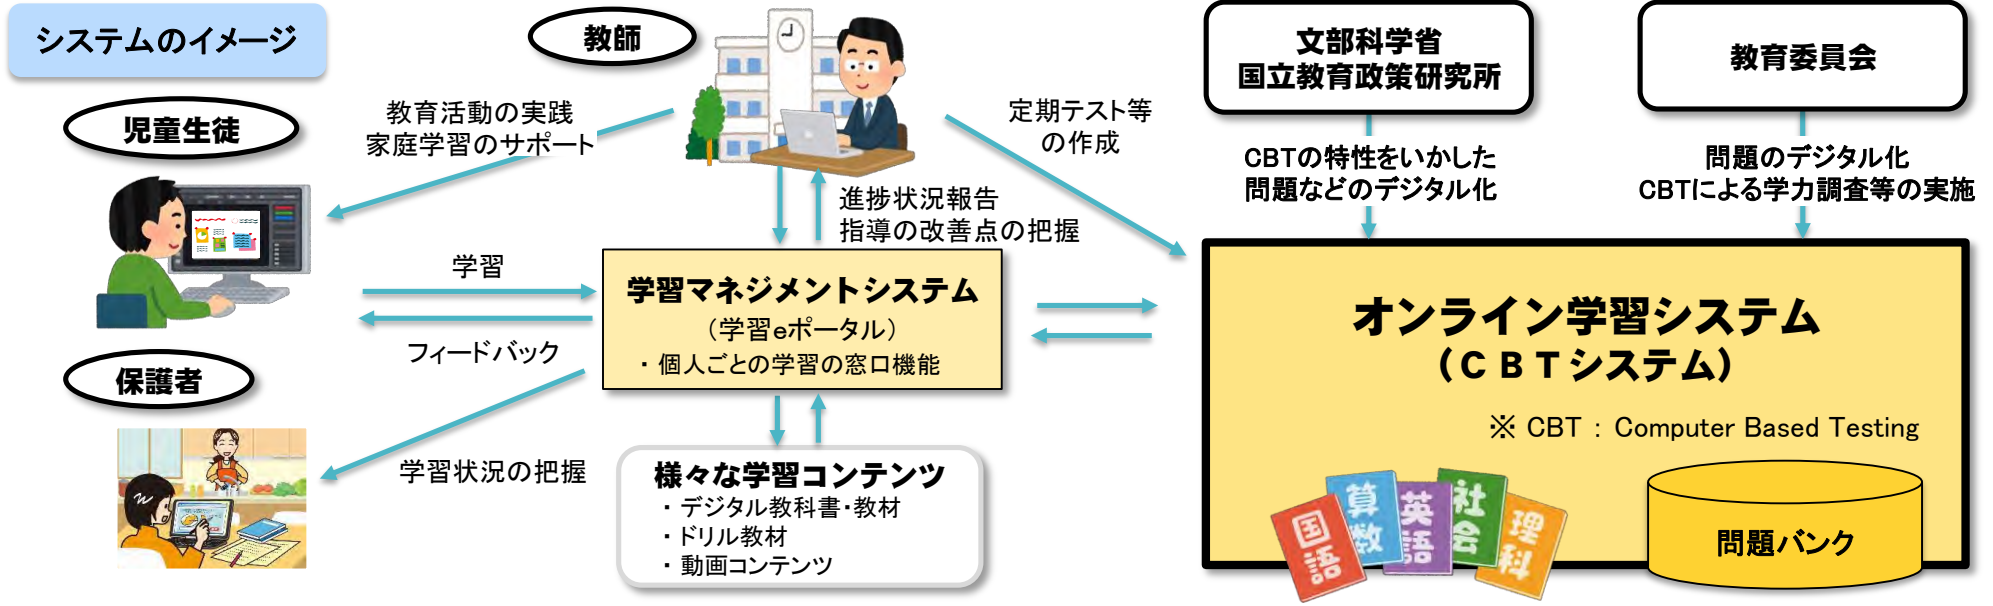 システムのイメージ
教師
文部科学省
国立教育政策研究所
教育委員会
児童生徒
教育活動の実践
家庭学習のサポート
定期テスト等
の作成
CBTの特性をいかした
問題などのデジタル化
問題のデジタル化
CBTによる学力調査等の実施
進捗状況報告
指導の改善点の把握
学習
フィードバック
学習マネジメントシステム
（学習eポータル）
・個人ごとの学習の窓口機能
オンライン学習システム
（ＣＢＴシステム）
※ CBT : Computer Based Testing
保護者
学習状況の把握
様々な学習コンテンツ
・デジタル教科書・教材
・ドリル教材
・動画コンテンツ
国語
算数
英語
社会
理科
問題バンク